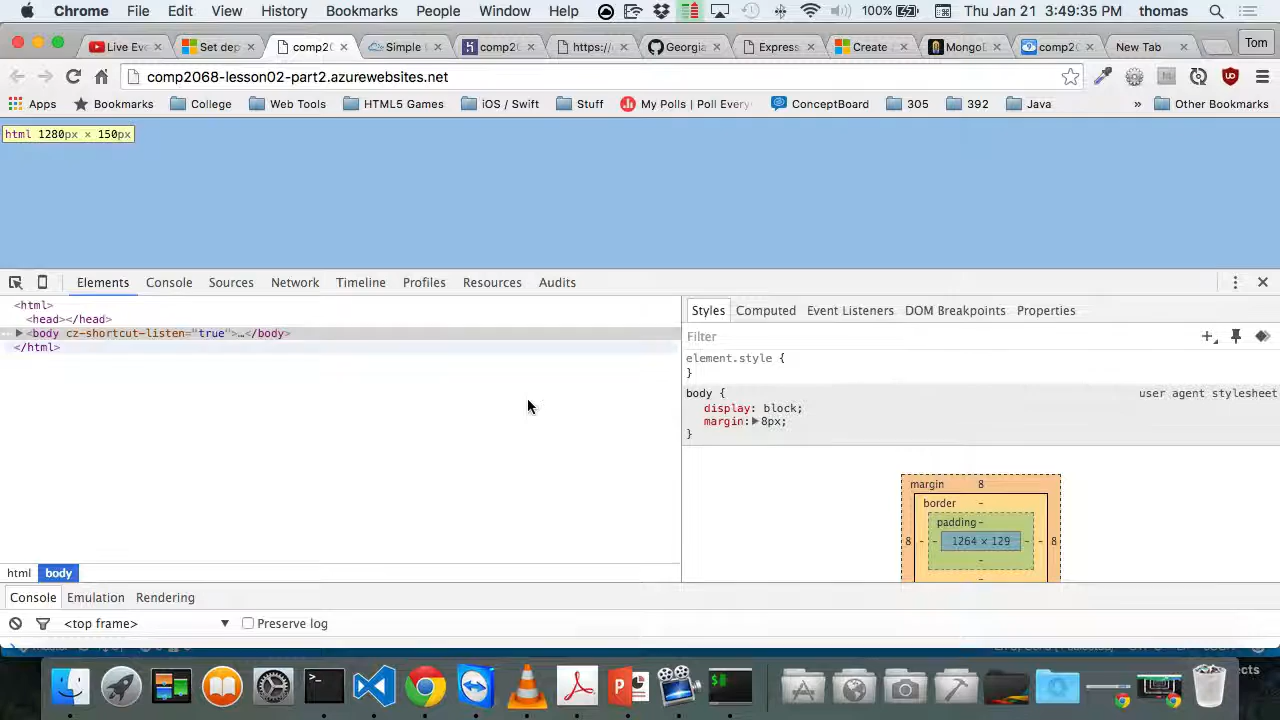 Chrome File Edit View History Bookmarks People Window Help 100% Thu Jan 21 3:49:35 PM thomas
Live Eve Set dep comp20 Simple L comp20 https:// Georgia Express Create MongoD comp20 New Tab Tom
comp2068-lesson02-part2.azurewebsites.net
Apps Bookmarks College Web Tools HTML5 Games iOS / Swift Stuff My Polls | Poll Every ConceptBoard 305 392 Java » Other Bookmarks
html 1280px × 150px
Elements Console Sources Network Timeline Profiles Resources Audits
<html>
<head></head>
<body cz-shortcut-listen="true">…</body>
</html>
Styles Computed Event Listeners DOM Breakpoints Properties
Filter
element.style {
}
body { user agent stylesheet
display: block;
margin: 8px;
}
margin 8
border -
padding -
8 - - 1264 × 129 - - 8
-
-
html body
Console Emulation Rendering
<top frame> Preserve log